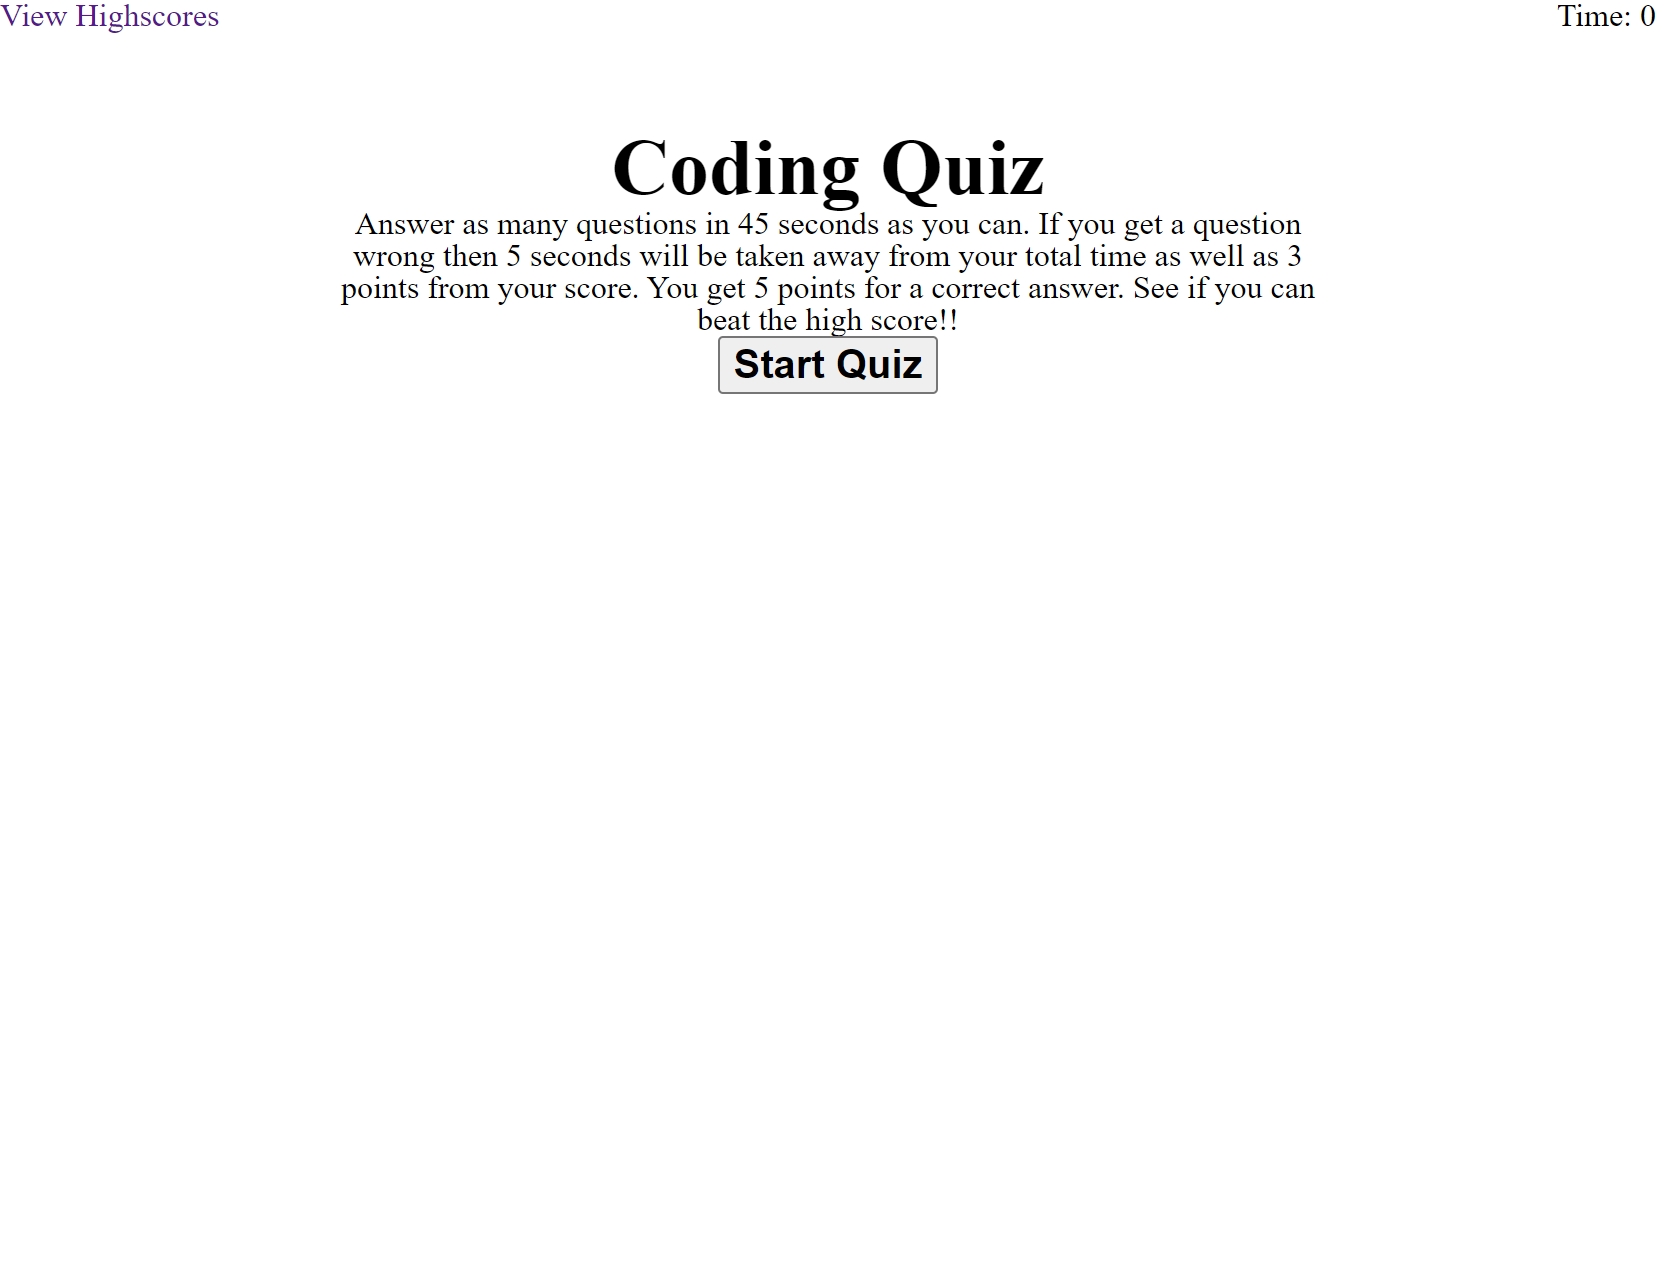 View Highscores
Time: 0
Coding Quiz
Answer as many questions in 45 seconds as you can. If you get a question
wrong then 5 seconds will be taken away from your total time as well as 3
points from your score. You get 5 points for a correct answer. See if you can
beat the high score!!
Start Quiz